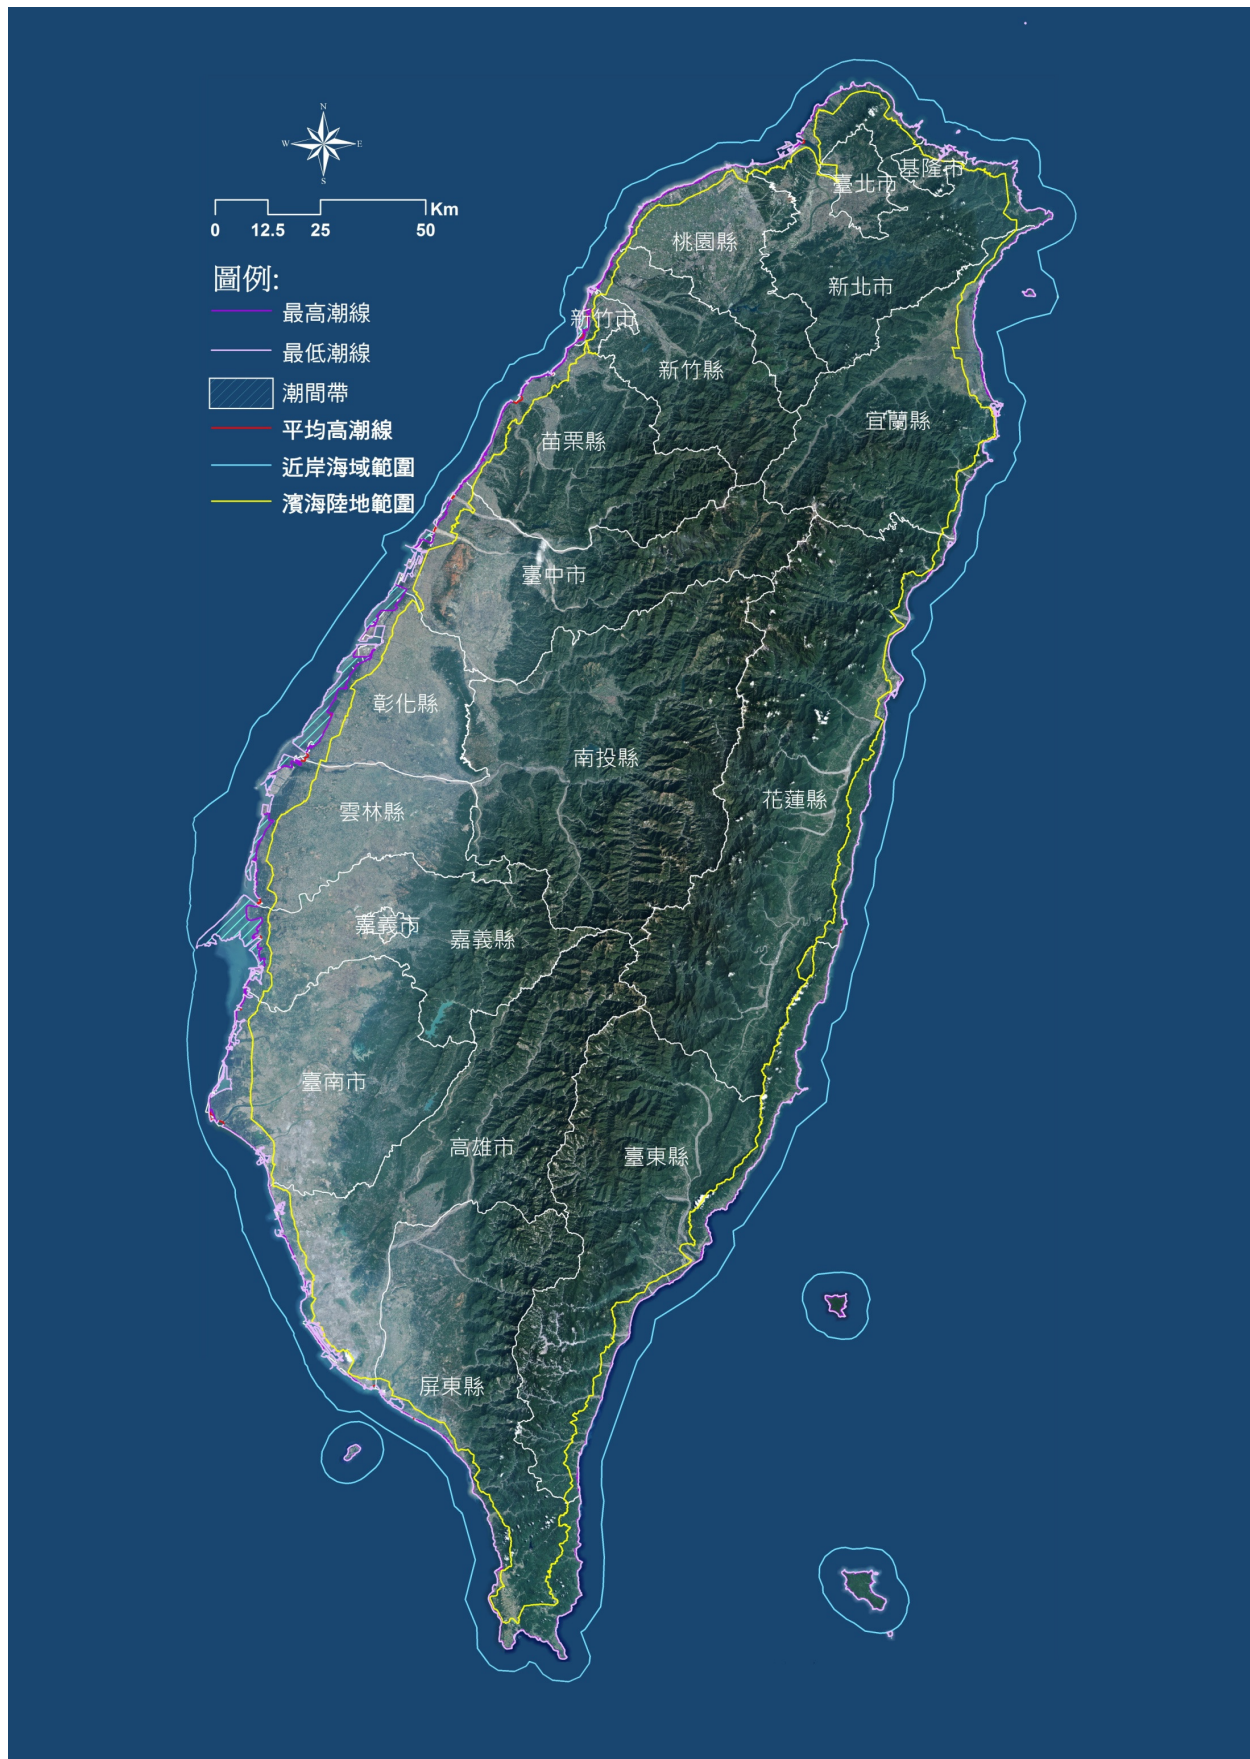 N
W E
S
Km
0 12.5 25 50
圖例:
最高潮線
最低潮線
潮間帶
平均高潮線
近岸海域範圍
濱海陸地範圍
基隆市
臺北市
桃園縣
新北市
新竹市
新竹縣
宜蘭縣
苗栗縣
臺中市
彰化縣
南投縣
花蓮縣
雲林縣
嘉義市
嘉義縣
臺南市
高雄市
臺東縣
屏東縣